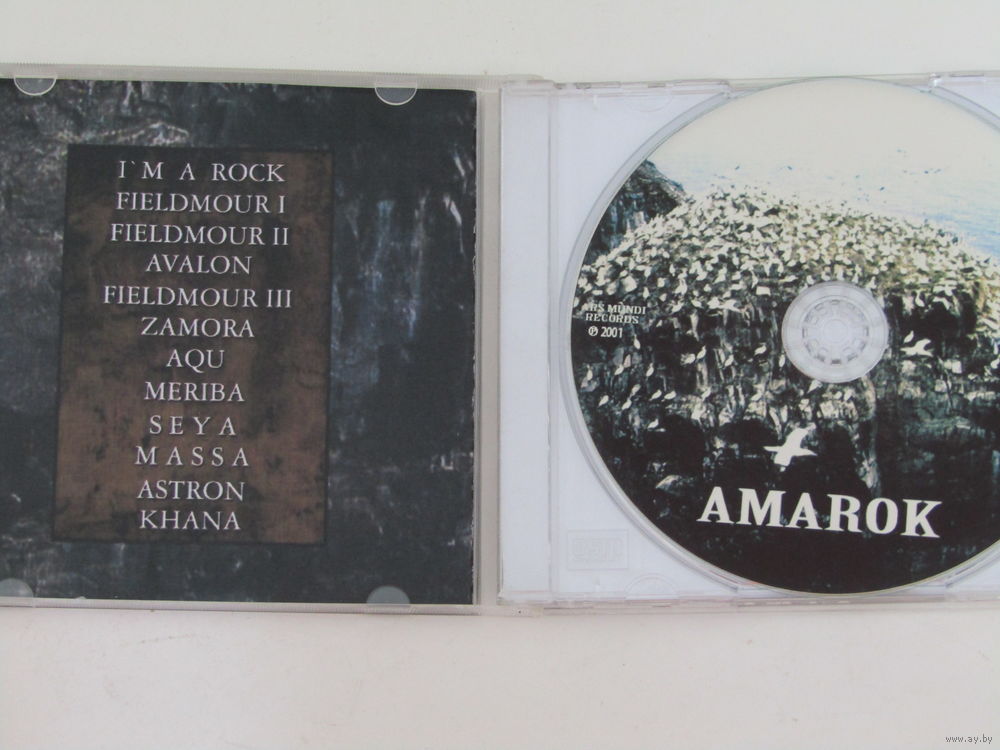 I`M A ROCK
FIELDMOUR I
FIELDMOUR II
AVALON
FIELDMOUR III
ZAMORA
AQU
MERIBA
SEYA
MASSA
ASTRON
KHANA
ARS MUNDI
RECORDS
℗ 2001
AMAROK
www.ay.by